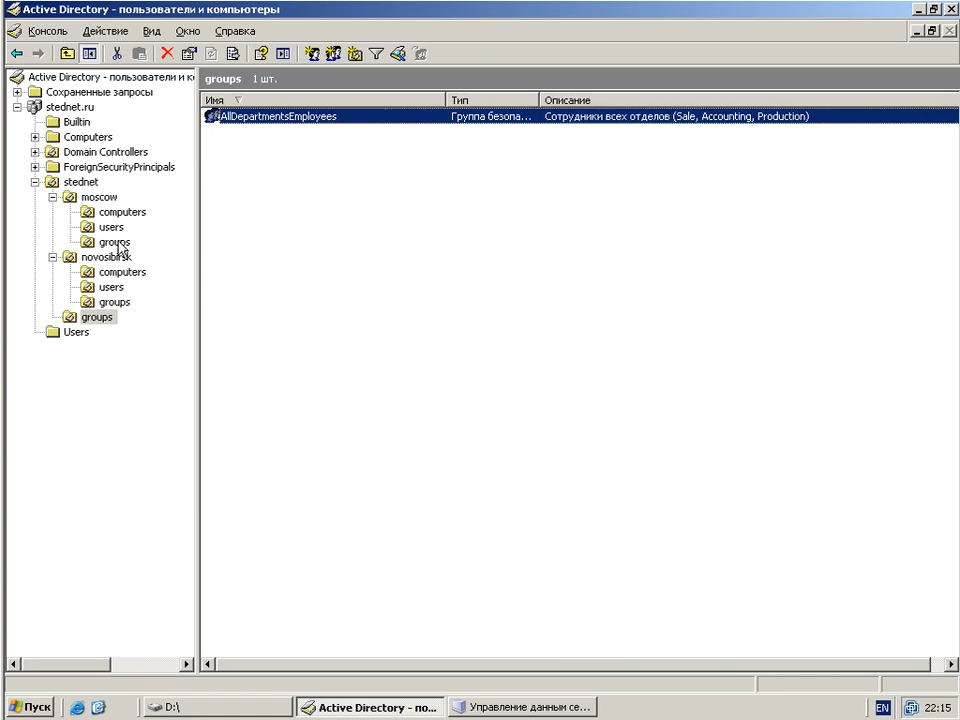 Active Directory - пользователи и компьютеры
Консоль Действие Вид Окно Справка
Active Directory - пользователи и к
Сохраненные запросы
stednet.ru
Builtin
Computers
Domain Controllers
ForeignSecurityPrincipals
stednet
moscow
computers
users
groups
novosibirsk
computers
users
groups
groups
Users
groups 1 шт.
Имя Тип Описание
AllDepartmentsEmployees Группа безопа... Сотрудники всех отделов (Sale, Accounting, Production)
Пуск D:\ Active Directory - по... Управление данным се... EN 22:15